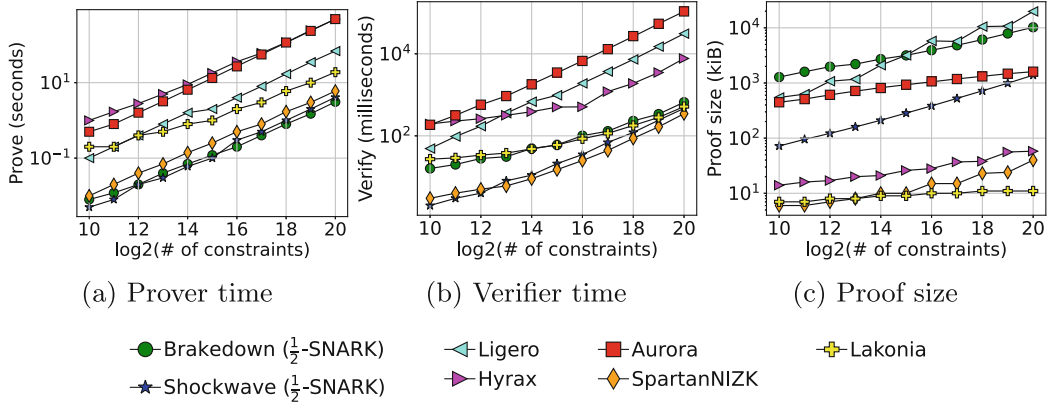 Prove (seconds)
10^1
10^-1
10 12 14 16 18 20
log2(# of constraints)
(a) Prover time
Verify (milliseconds)
10^4
10^2
10 12 14 16 18 20
log2(# of constraints)
(b) Verifier time
Proof size (kiB)
10^4
10^3
10^2
10^1
10 12 14 16 18 20
log2(# of constraints)
(c) Proof size
Brakedown (1/2-SNARK) Ligero Aurora Lakonia
Shockwave (1/2-SNARK) Hyrax SpartanNIZK